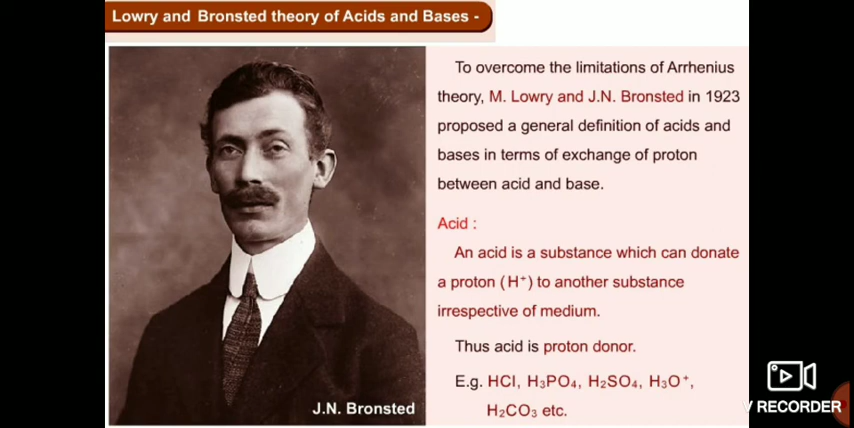 Lowry and Bronsted theory of Acids and Bases -
To overcome the limitations of Arrhenius
theory, M. Lowry and J.N. Bronsted in 1923
proposed a general definition of acids and
bases in terms of exchange of proton
between acid and base.
Acid :
An acid is a substance which can donate
a proton (H⁺) to another substance
irrespective of medium.
Thus acid is proton donor.
E.g. HCl, H₃PO₄, H₂SO₄, H₃O⁺,
H₂CO₃ etc.
J.N. Bronsted
V RECORDER